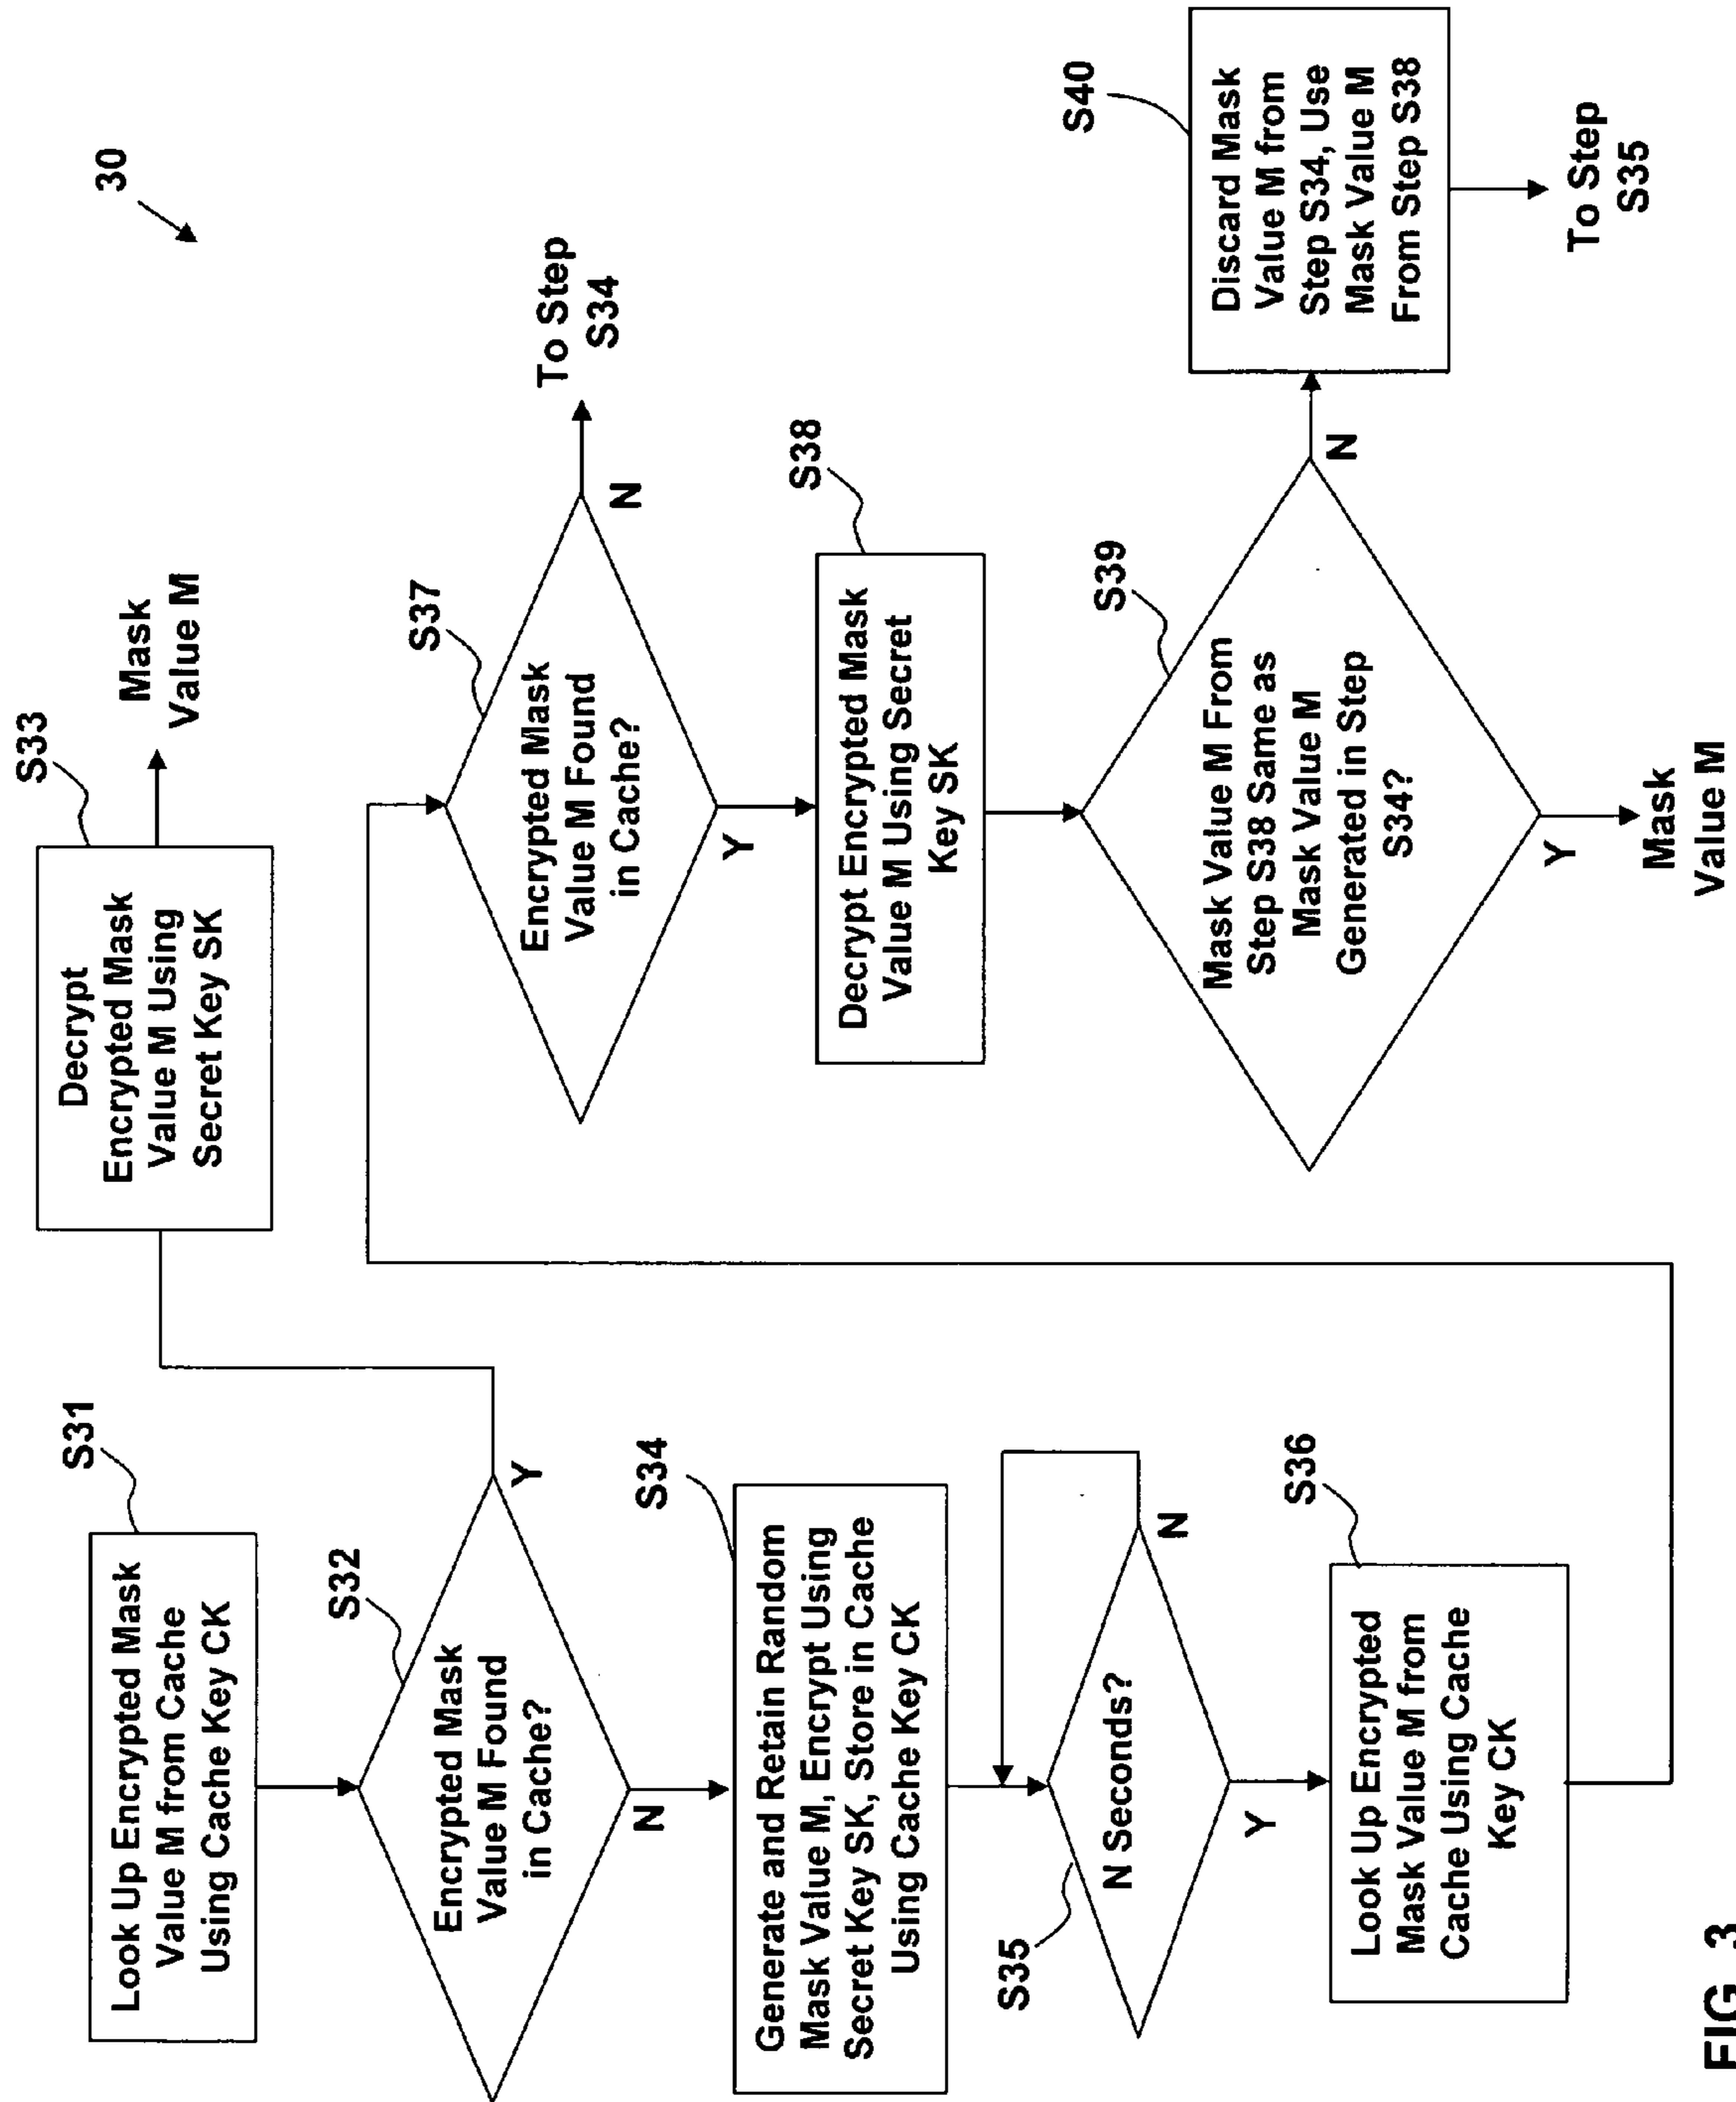 30
S31
Look Up Encrypted Mask
Value M from Cache
Using Cache Key CK
S32
Encrypted Mask
Value M Found
in Cache?
Y
N
S33
Decrypt
Encrypted Mask
Value M Using
Secret Key SK
Mask
Value M
S34
Generate and Retain Random
Mask Value M, Encrypt Using
Secret Key SK, Store in Cache
Using Cache Key CK
S35
N Seconds?
N
Y
S36
Look Up Encrypted
Mask Value M from
Cache Using Cache
Key CK
S37
Encrypted Mask
Value M Found
in Cache?
N
To Step
S34
Y
S38
Decrypt Encrypted Mask
Value M Using Secret
Key SK
S39
Mask Value M From
Step S38 Same as
Mask Value M
Generated in Step
S34?
N
Y
Mask
Value M
S40
Discard Mask
Value M from
Step S34, Use
Mask Value M
From Step S38
To Step
S35
FIG. 3